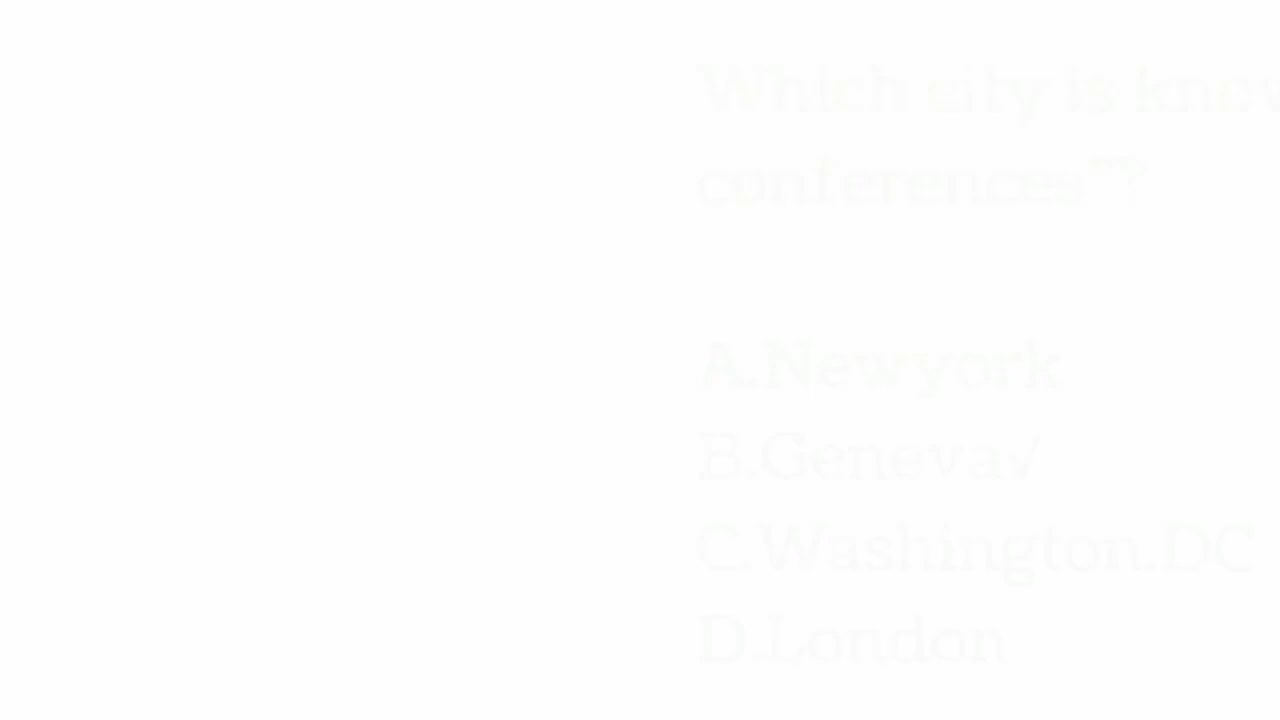 Which city is know
conferences"?
A.Newyork
B.Geneva√
C.Washington.DC
D.London